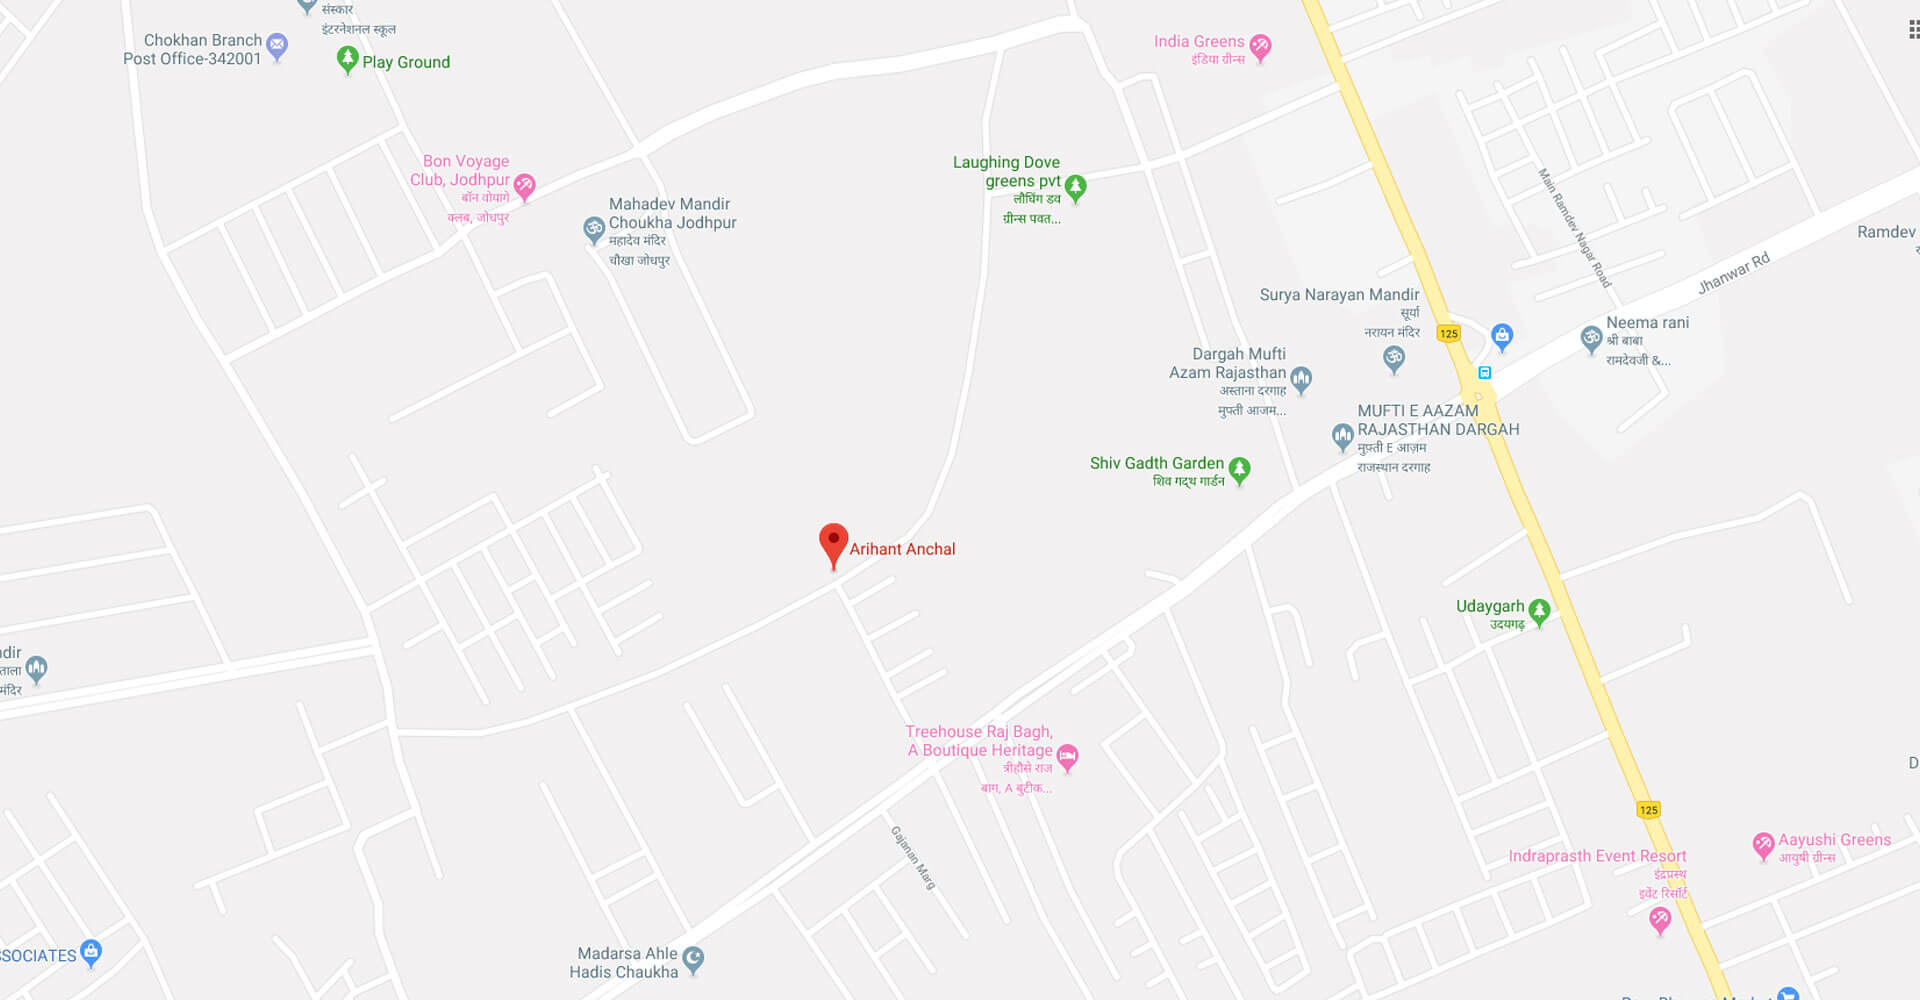 संस्कार
इंटरनेशनल स्कूल
Chokhan Branch
Post Office-342001
Play Ground
India Greens
इंडिया ग्रीन्स
Bon Voyage
Club, Jodhpur
बॉन वोयागे
क्लब, जोधपुर
Mahadev Mandir
Choukha Jodhpur
महादेव मंदिर
चौखा जोधपुर
Laughing Dove
greens pvt
लौघिंग डव
ग्रीन्स पवत...
Main Ramdev Nagar Road
Jhanwar Rd
Ramdev
Surya Narayan Mandir
सूर्या
नरायन मंदिर
125
Neema rani
श्री बाबा
रामदेवजी &...
Dargah Mufti
Azam Rajasthan
अस्ताना दरगाह
मुफ्ती आजम...
MUFTI E AAZAM
RAJASTHAN DARGAH
मुफ़्ती E आज़म
राजस्थान दरगाह
Shiv Gadth Garden
शिव गद्थ गार्डन
Arihant Anchal
Udaygarh
उदयगढ़
ndir
ताला
मंदिर
Treehouse Raj Bagh,
A Boutique Heritage
त्रीहौसे राज
बाग, A बुटीक...
D
125
Gajanan Marg
Aayushi Greens
आयुषी ग्रीन्स
Indraprasth Event Resort
इंद्रप्रस्थ
इवेंट रिसॉर्ट
Madarsa Ahle
Hadis Chaukha
SSOCIATES